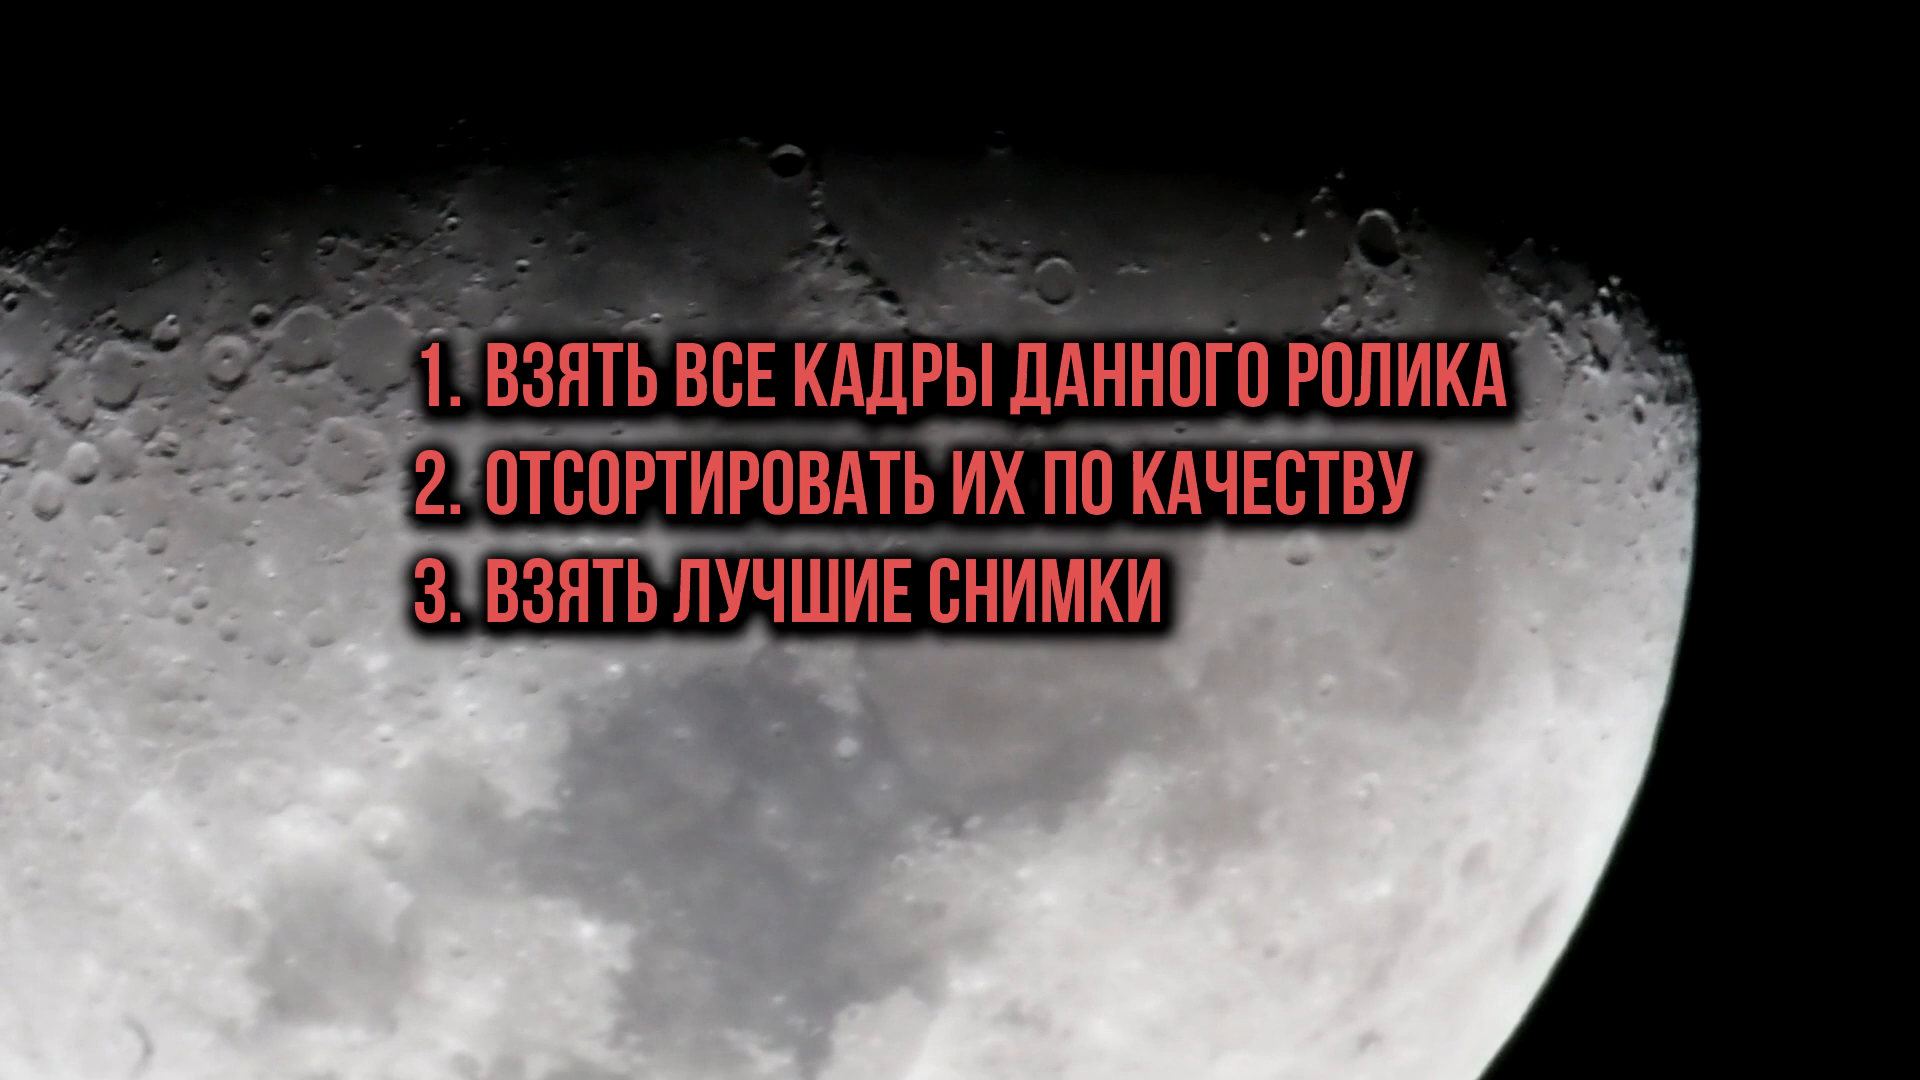 1. ВЗЯТЬ ВСЕ КАДРЫ ДАННОГО РОЛИКА
2. ОТСОРТИРОВАТЬ ИХ ПО КАЧЕСТВУ
3. ВЗЯТЬ ЛУЧШИЕ СНИМКИ